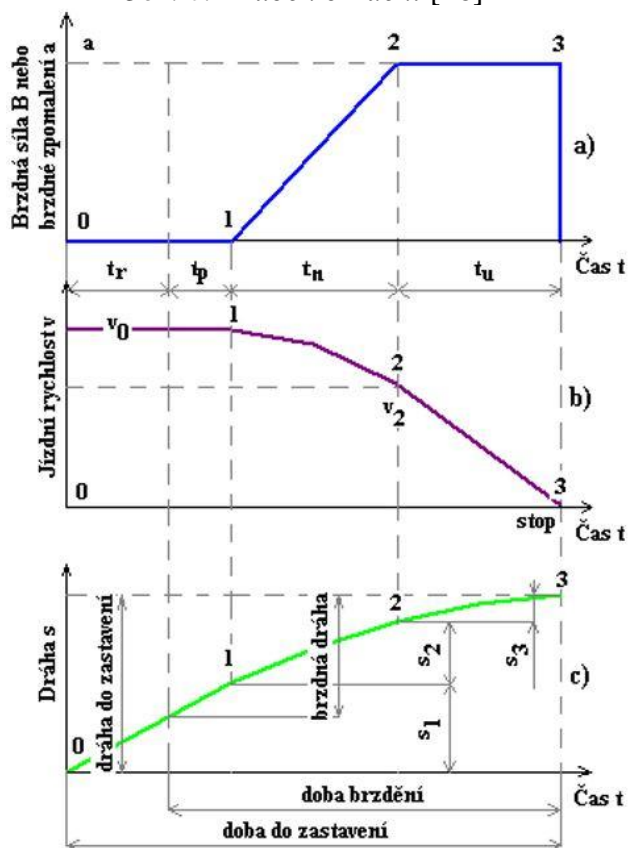 a
2
3
Brzdná síla B nebo
brzdné zpomalení a
a)
0
1
Čas t
tr
tp
tn
tu
v0
1
2
v2
Jízdní rychlost v
b)
0
3
stop
Čas t
3
2
Dráha s
dráha do zastavení
brzdná dráha
s2
s3
1
c)
s1
0
doba brzdění
Čas t
doba do zastavení